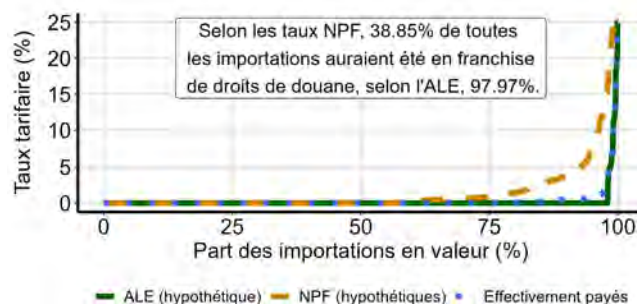 Selon les taux NPF, 38.85% de toutes
les importations auraient été en franchise
de droits de douane, selon l'ALE, 97.97%.
Taux tarifaire (%)
25
20
15
10
5
0
0 25 50 75 100
Part des importations en valeur (%)
ALE (hypothétique) NPF (hypothétiques) Effectivement payés